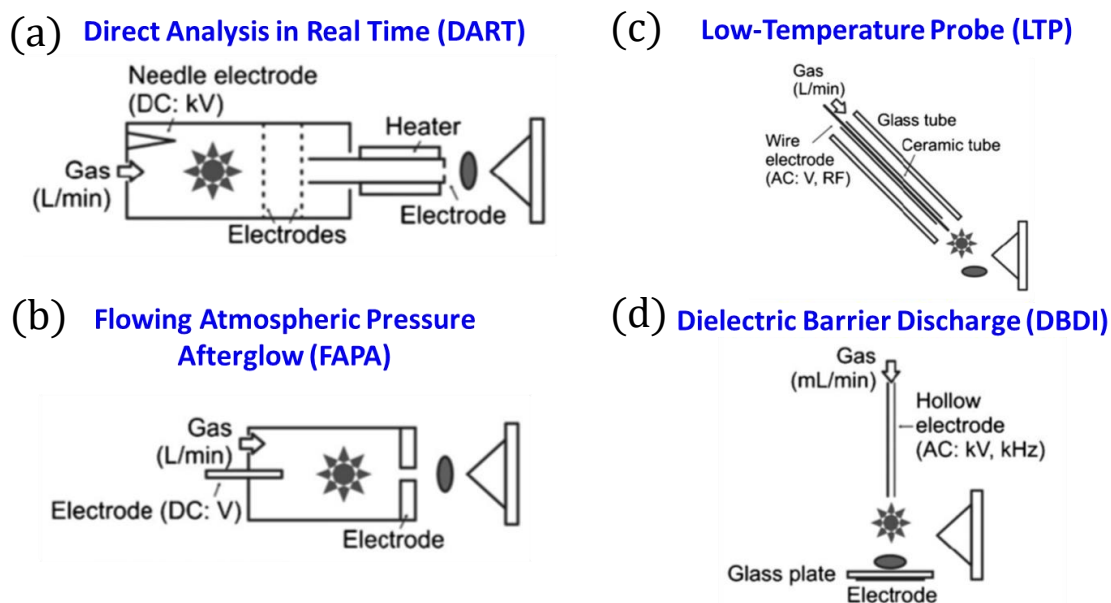 (a) Direct Analysis in Real Time (DART)
Needle electrode
(DC: kV)
Gas
(L/min)
Heater
Electrode
Electrodes
(b) Flowing Atmospheric Pressure
Afterglow (FAPA)
Gas
(L/min)
Electrode (DC: V)
Electrode
(c) Low-Temperature Probe (LTP)
Gas
(L/min)
Glass tube
Ceramic tube
Wire
electrode
(AC: V, RF)
(d) Dielectric Barrier Discharge (DBDI)
Gas
(mL/min)
Hollow
electrode
(AC: kV, kHz)
Glass plate
Electrode